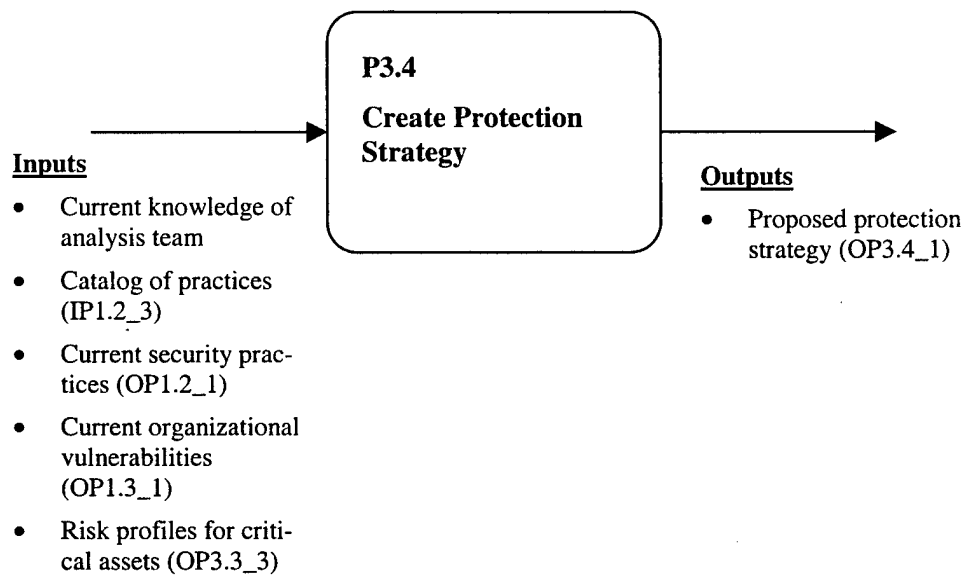 P3.4
Create Protection
Strategy
Inputs
• Current knowledge of
analysis team
• Catalog of practices
(IP1.2_3)
• Current security prac-
tices (OP1.2_1)
• Current organizational
vulnerabilities
(OP1.3_1)
• Risk profiles for criti-
cal assets (OP3.3_3)
Outputs
• Proposed protection
strategy (OP3.4_1)